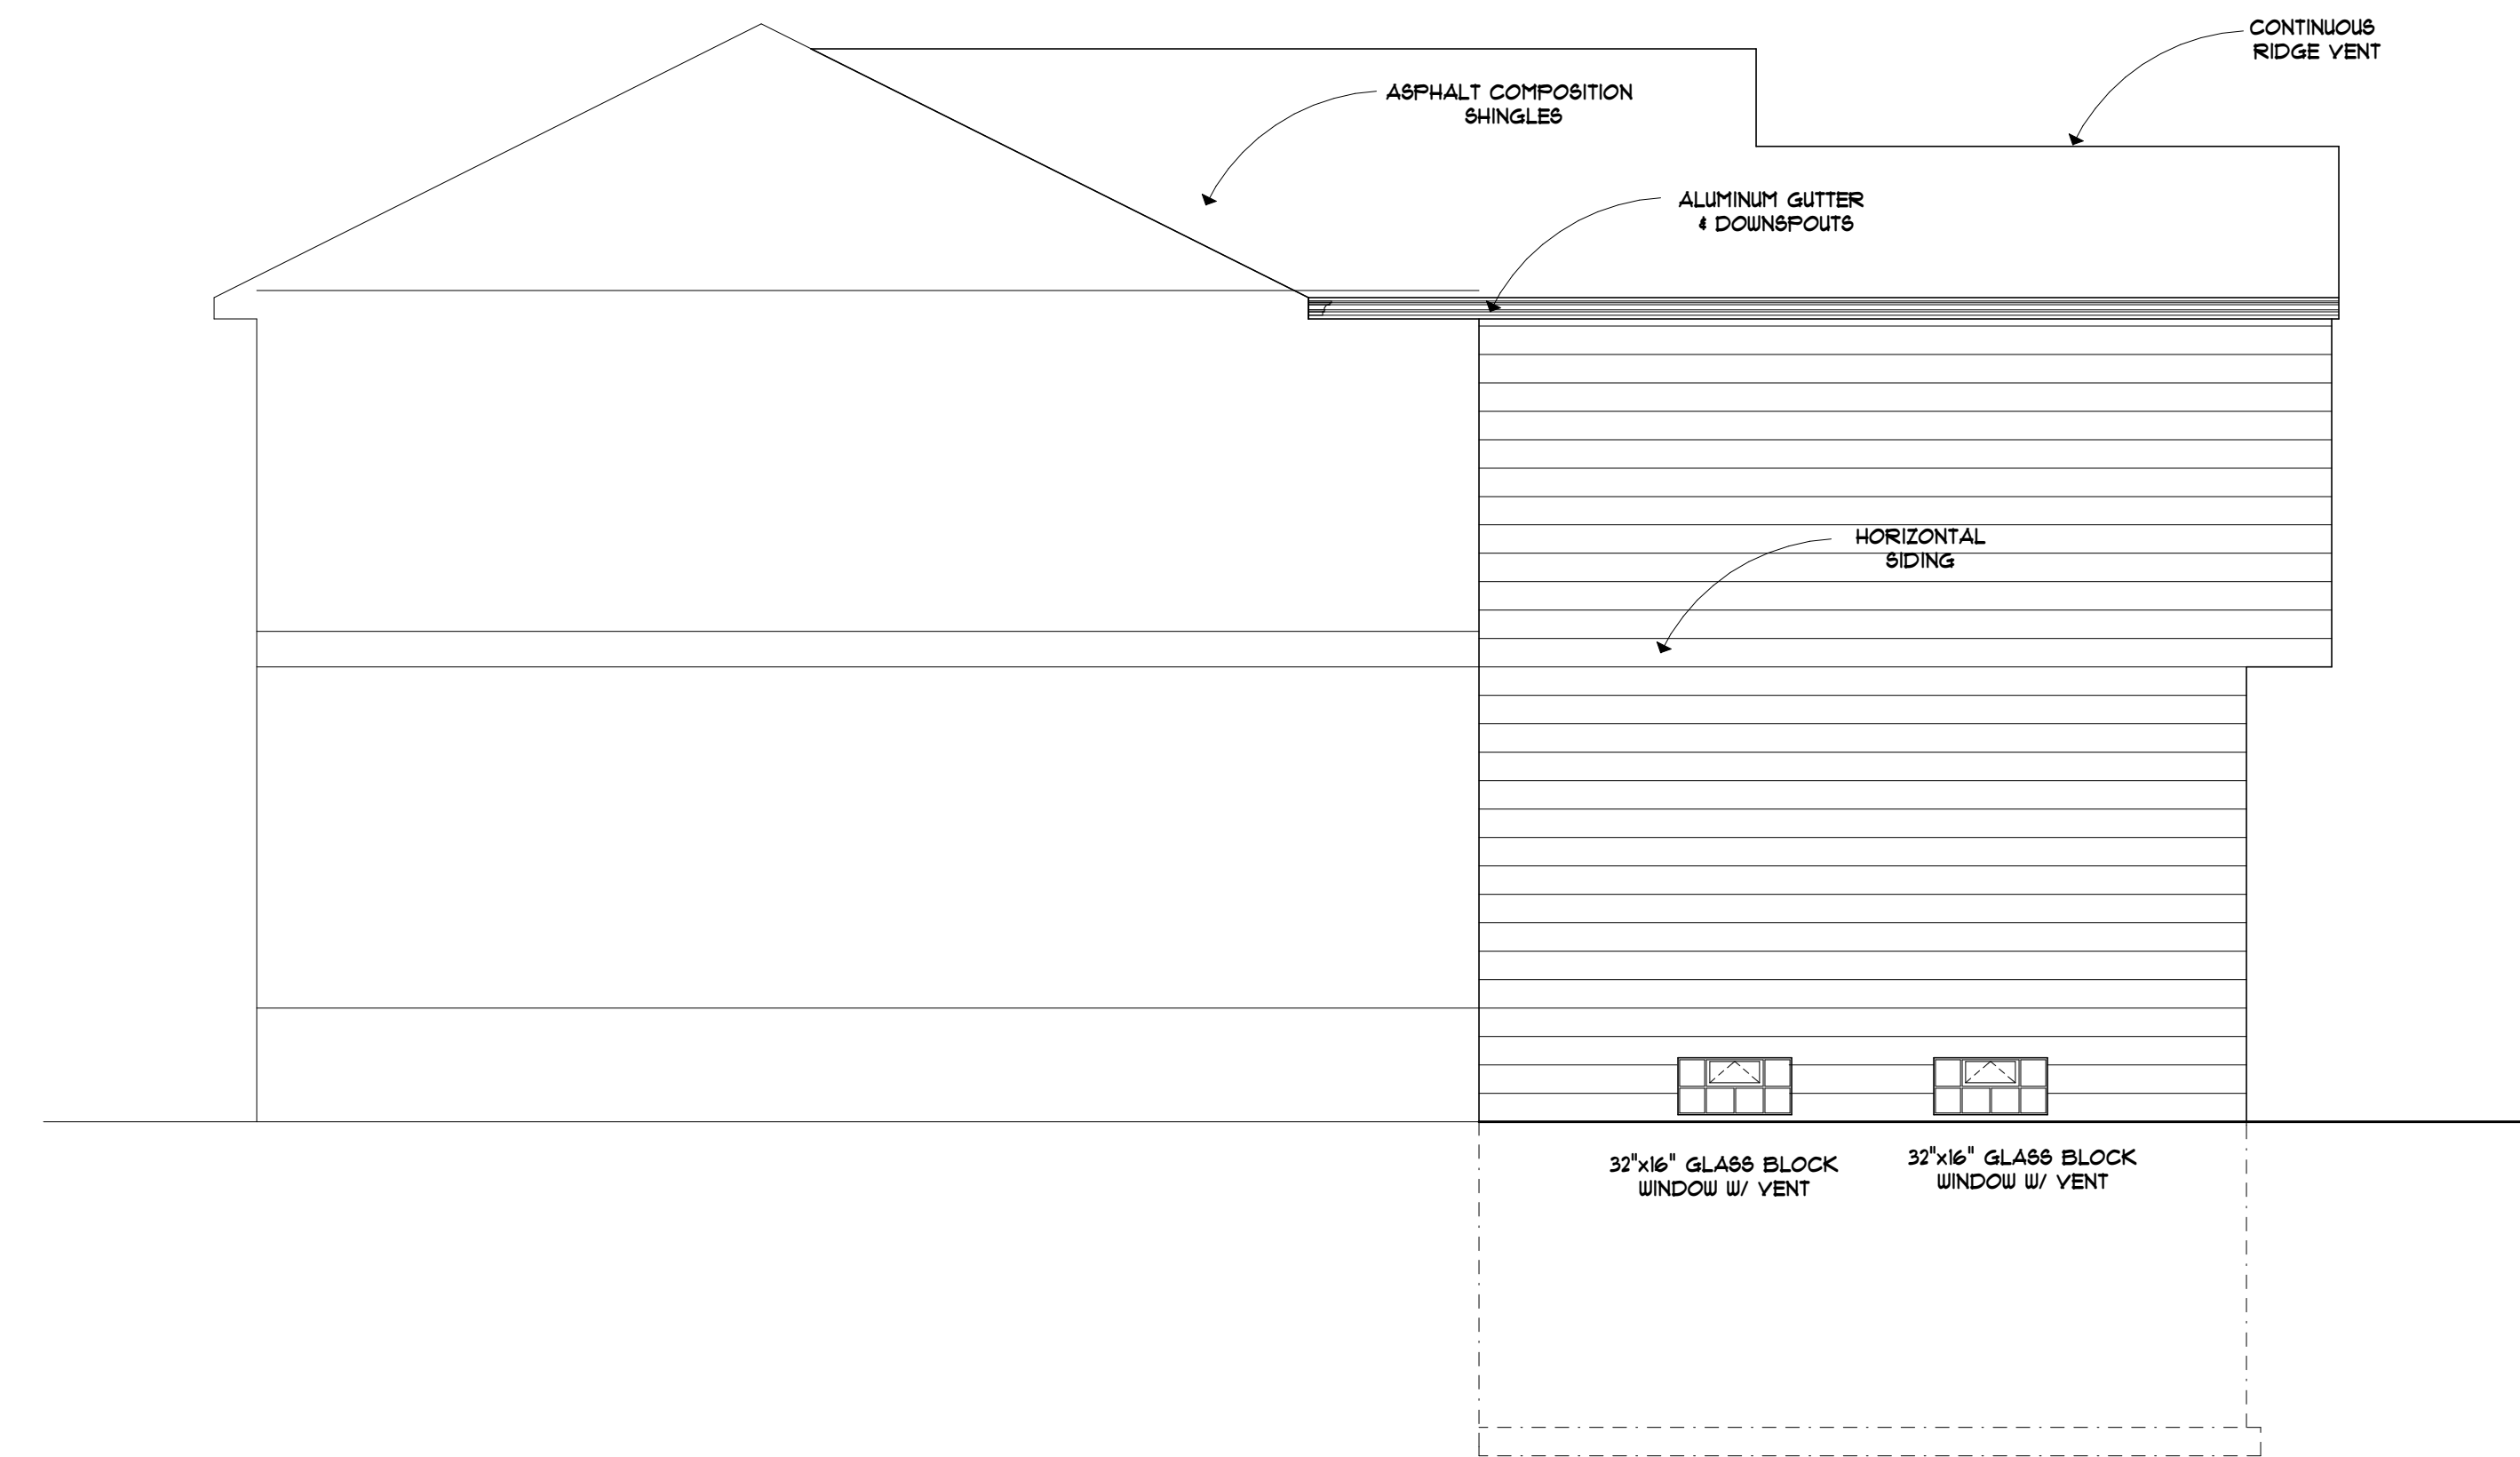 CONTINUOUS
RIDGE VENT
ASPHALT COMPOSITION
SHINGLES
ALUMINUM GUTTER
& DOWNSPOUTS
HORIZONTAL
SIDING
32"x16" GLASS BLOCK
WINDOW W/ VENT
32"x16" GLASS BLOCK
WINDOW W/ VENT